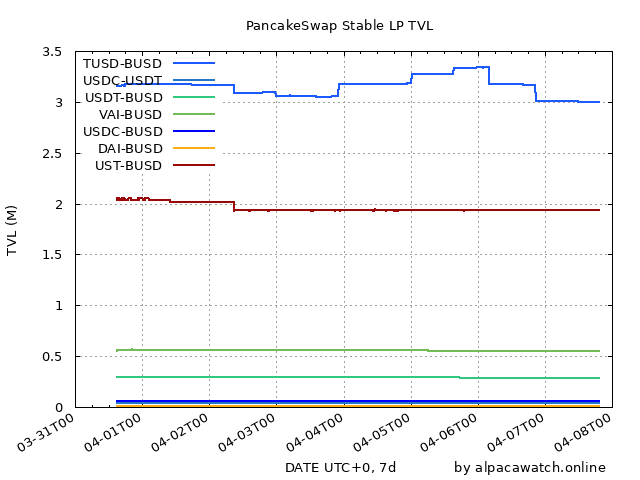 PancakeSwap Stable LP TVL
3.5
3
2.5
2
1.5
1
0.5
0
TVL (M)
TUSD-BUSD
USDC-USDT
USDT-BUSD
VAI-BUSD
USDC-BUSD
DAI-BUSD
UST-BUSD
03-31T00
04-01T00
04-02T00
04-03T00
04-04T00
04-05T00
04-06T00
04-07T00
04-08T00
DATE UTC+0, 7d
by alpacawatch.online